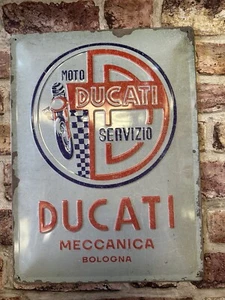 MOTO
DUCATI
SERVIZIO
DUCATI
MECCANICA
BOLOGNA